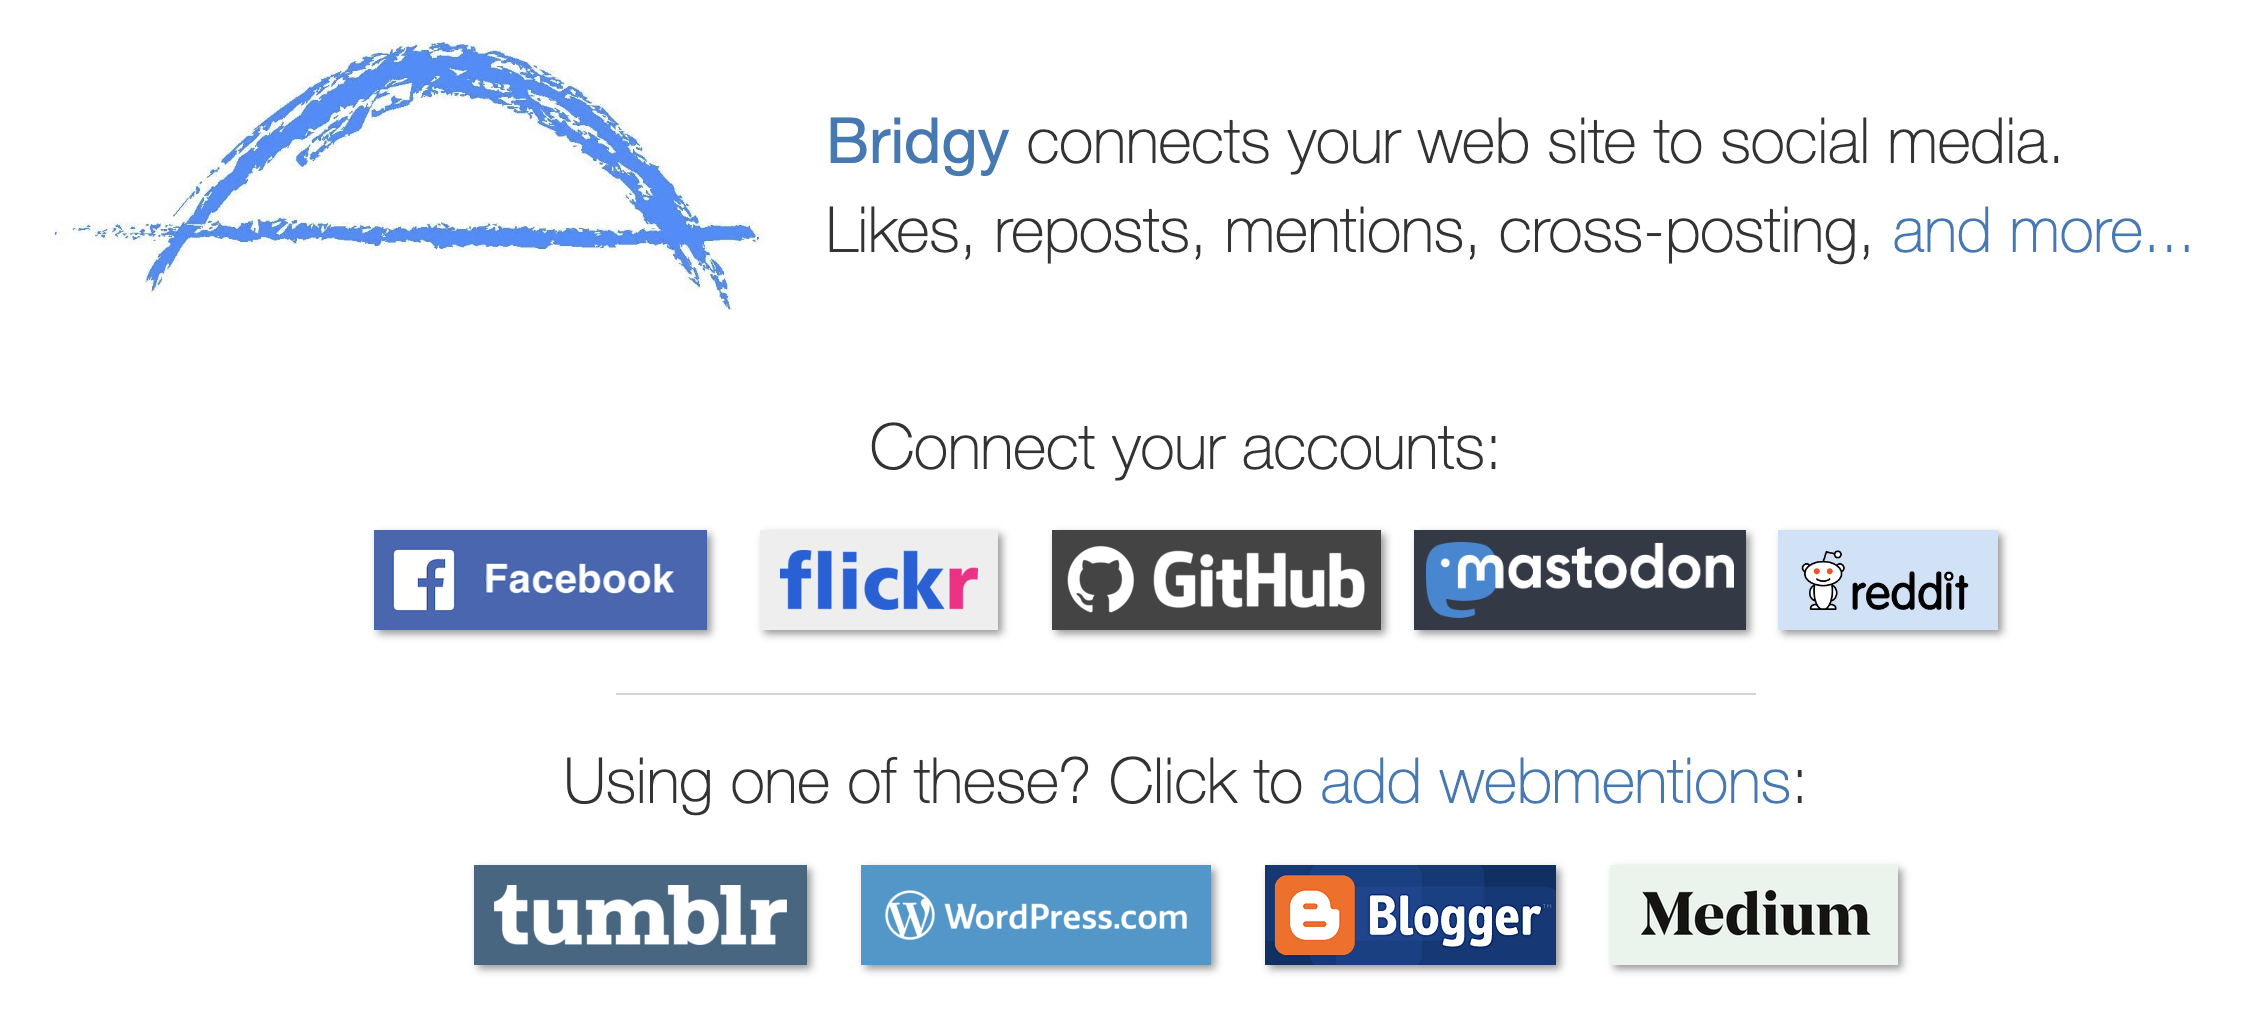 Bridgy connects your web site to social media.
Likes, reposts, mentions, cross-posting, and more...
Connect your accounts:
Facebook flickr GitHub mastodon reddit
Using one of these? Click to add webmentions:
tumblr WordPress.com Blogger™ Medium